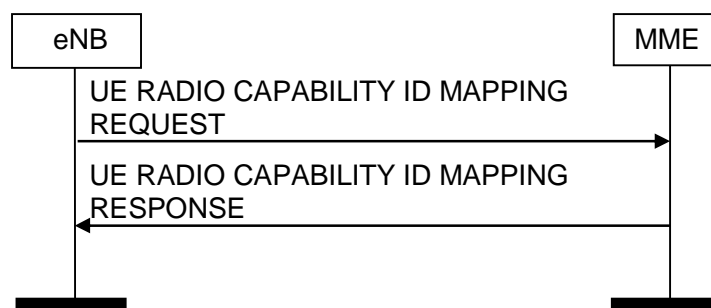 eNB
MME
UE RADIO CAPABILITY ID MAPPING
REQUEST
UE RADIO CAPABILITY ID MAPPING
RESPONSE